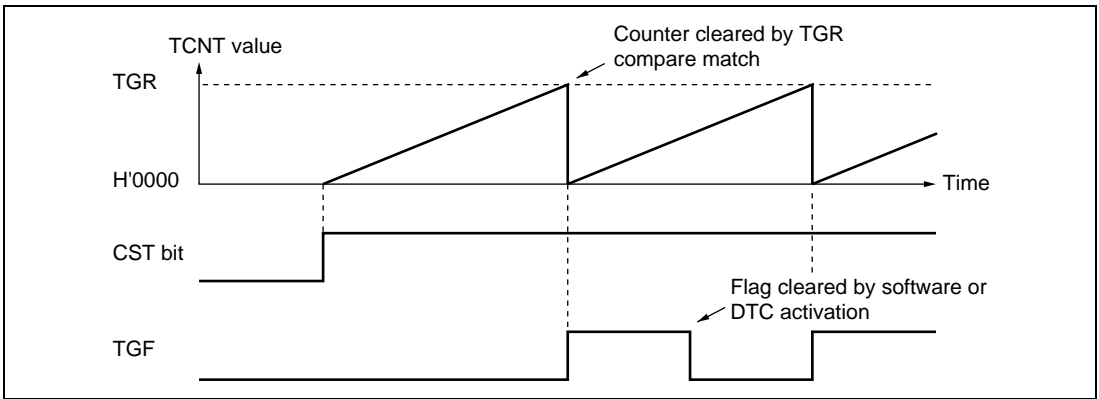 Counter cleared by TGR
compare match
TCNT value
TGR
H'0000
Time
CST bit
Flag cleared by software or
DTC activation
TGF